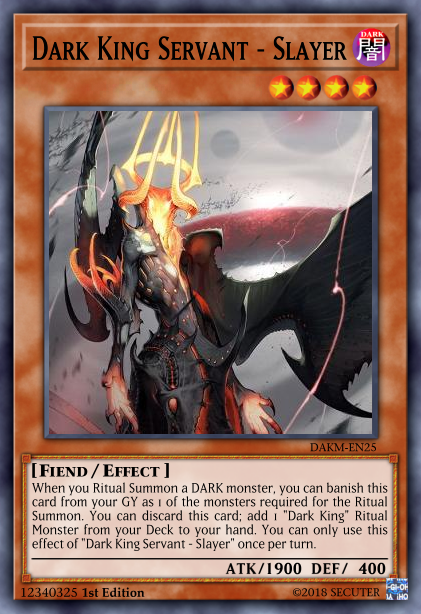 DARK KING SERVANT - SLAYER
DARK
闇
DAKM-EN25
[FIEND / EFFECT ]
When you Ritual Summon a DARK monster, you can banish this
card from your GY as 1 of the monsters required for the Ritual
Summon. You can discard this card; add 1 "Dark King" Ritual
Monster from your Deck to your hand. You can only use this
effect of "Dark King Servant - Slayer" once per turn.
ATK/1900 DEF/ 400
12340325 1st Edition
©2018 SECUTER